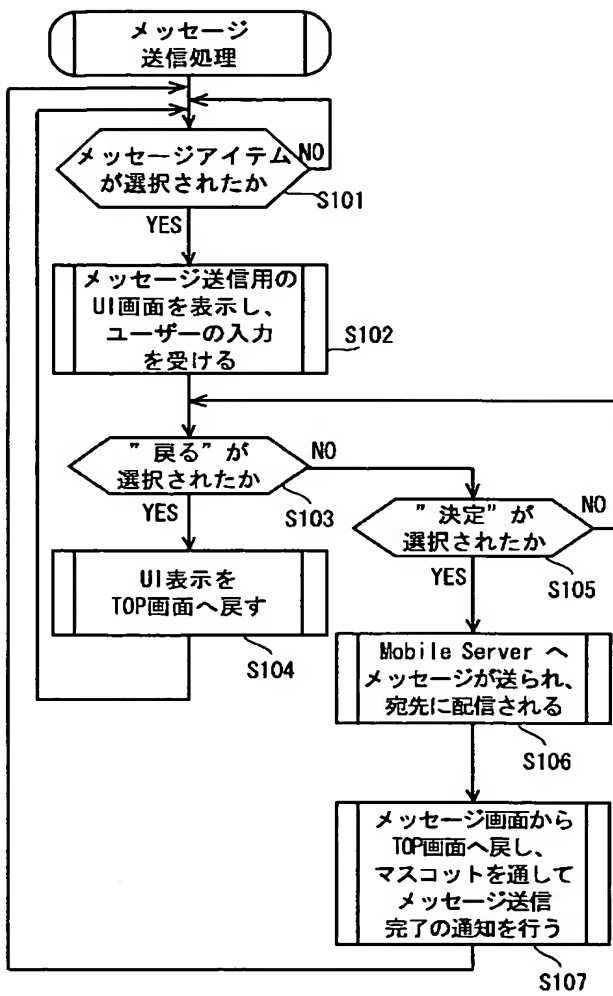 メッセージ
送信処理
メッセージアイテム
が選択されたか
NO
S101
YES
メッセージ送信用の
UI画面を表示し、
ユーザーの入力
を受ける
S102
”戻る”が
選択されたか
NO
S103
YES
UI表示を
TOP画面へ戻す
S104
”決定”が
選択されたか
NO
S105
YES
Mobile Server へ
メッセージが送られ、
宛先に配信される
S106
メッセージ画面から
TOP画面へ戻し、
マスコットを通して
メッセージ送信
完了の通知を行う
S107